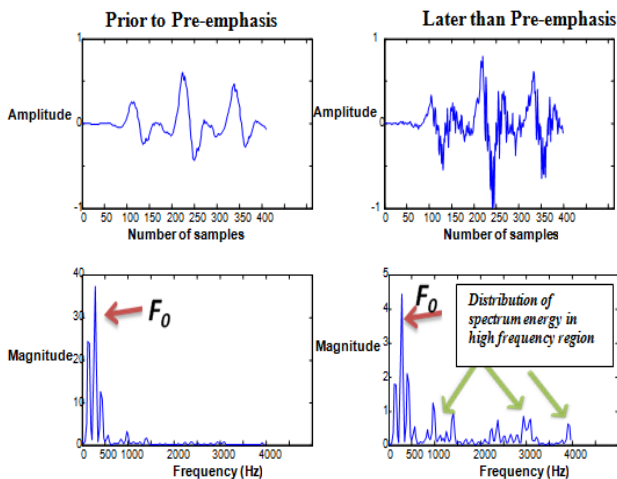 Prior to Pre-emphasis
Later than Pre-emphasis
1
Amplitude
0
-1
0 50 100 150 200 250 300 350 400
Number of samples
1
Amplitude
0
-1
0 50 100 150 200 250 300 350 400
Number of samples
40
30
20
Magnitude
10
0
F0
0 500 1000 2000 3000 4000
Frequency (Hz)
5
4
3
2
Magnitude
1
0
F0
Distribution of
spectrum energy in
high frequency region
0 500 1000 2000 3000 4000
Frequency (Hz)